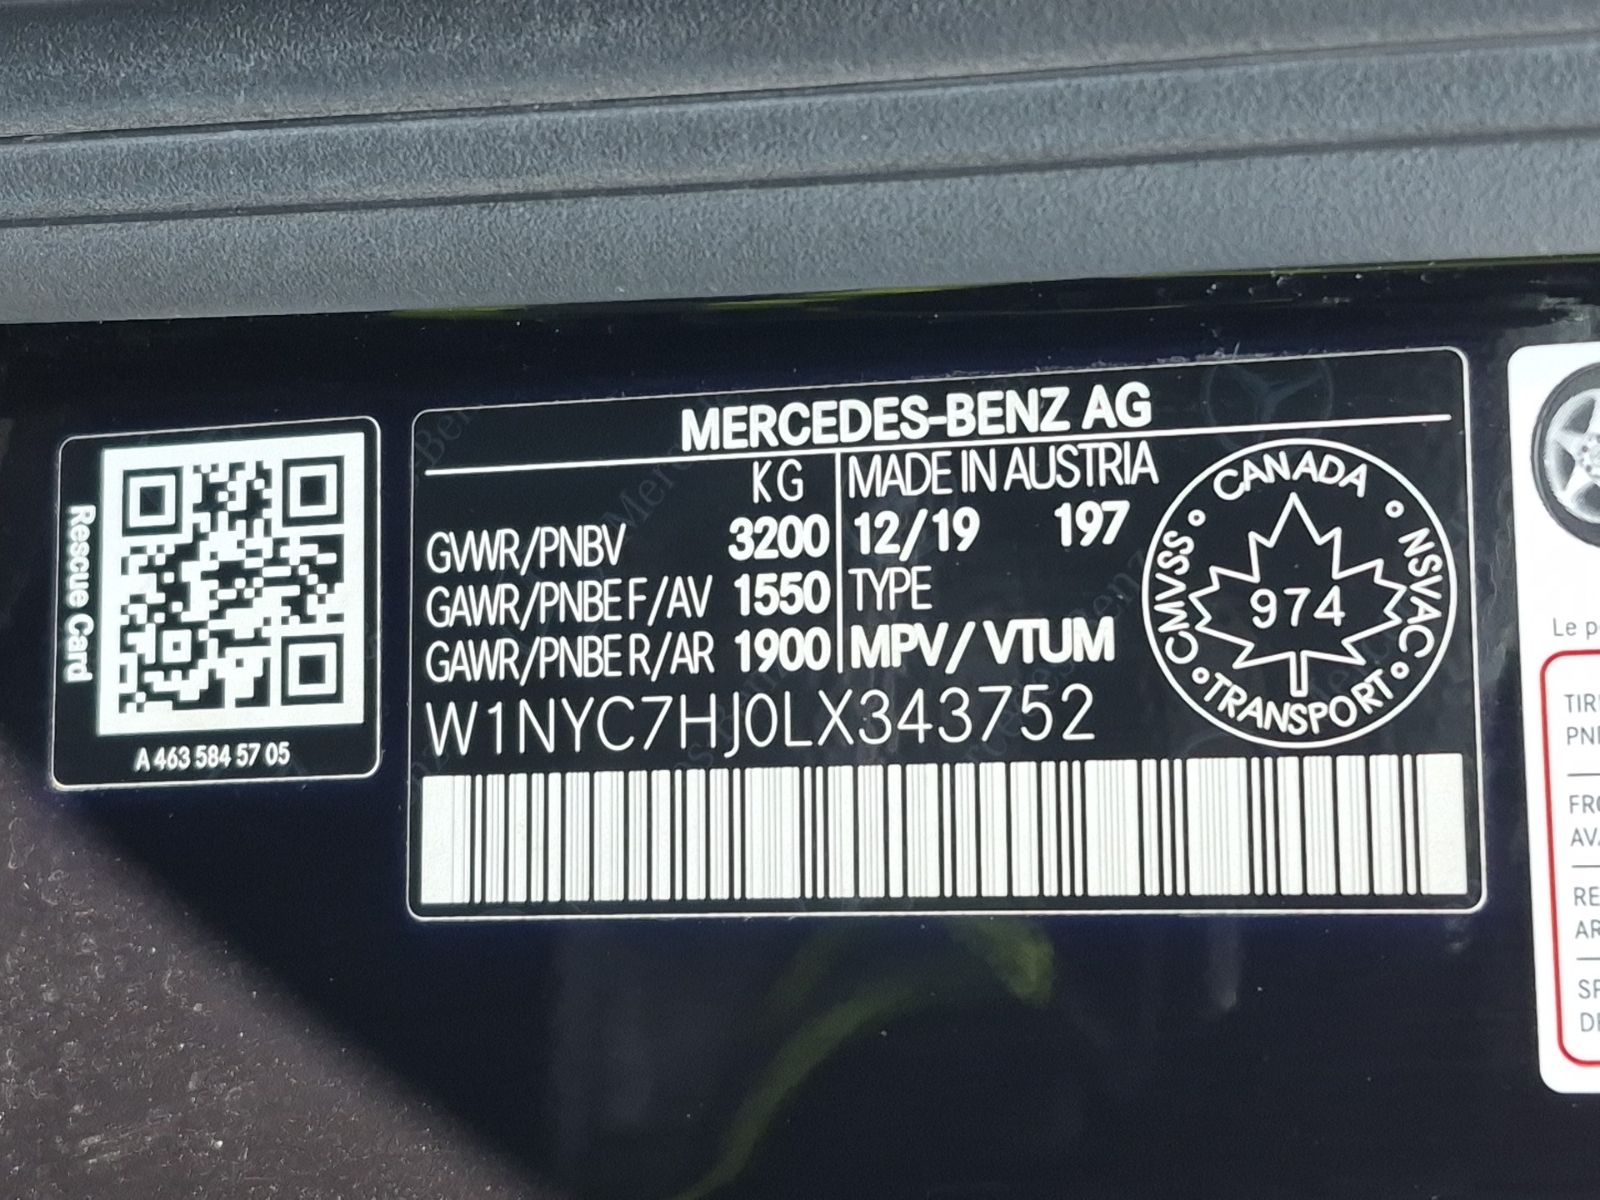 Rescue Card
A 463 584 57 05
MERCEDES-BENZ AG
KG
MADE IN AUSTRIA
GVWR/PNBV 3200 12/19 197
GAWR/PNBE F/AV 1550 TYPE
GAWR/PNBE R/AR 1900 MPV/VTUM
W1NYC7HJ0LX343752
CANADA
CMVSS
NSVAC
974
TRANSPORT
Le